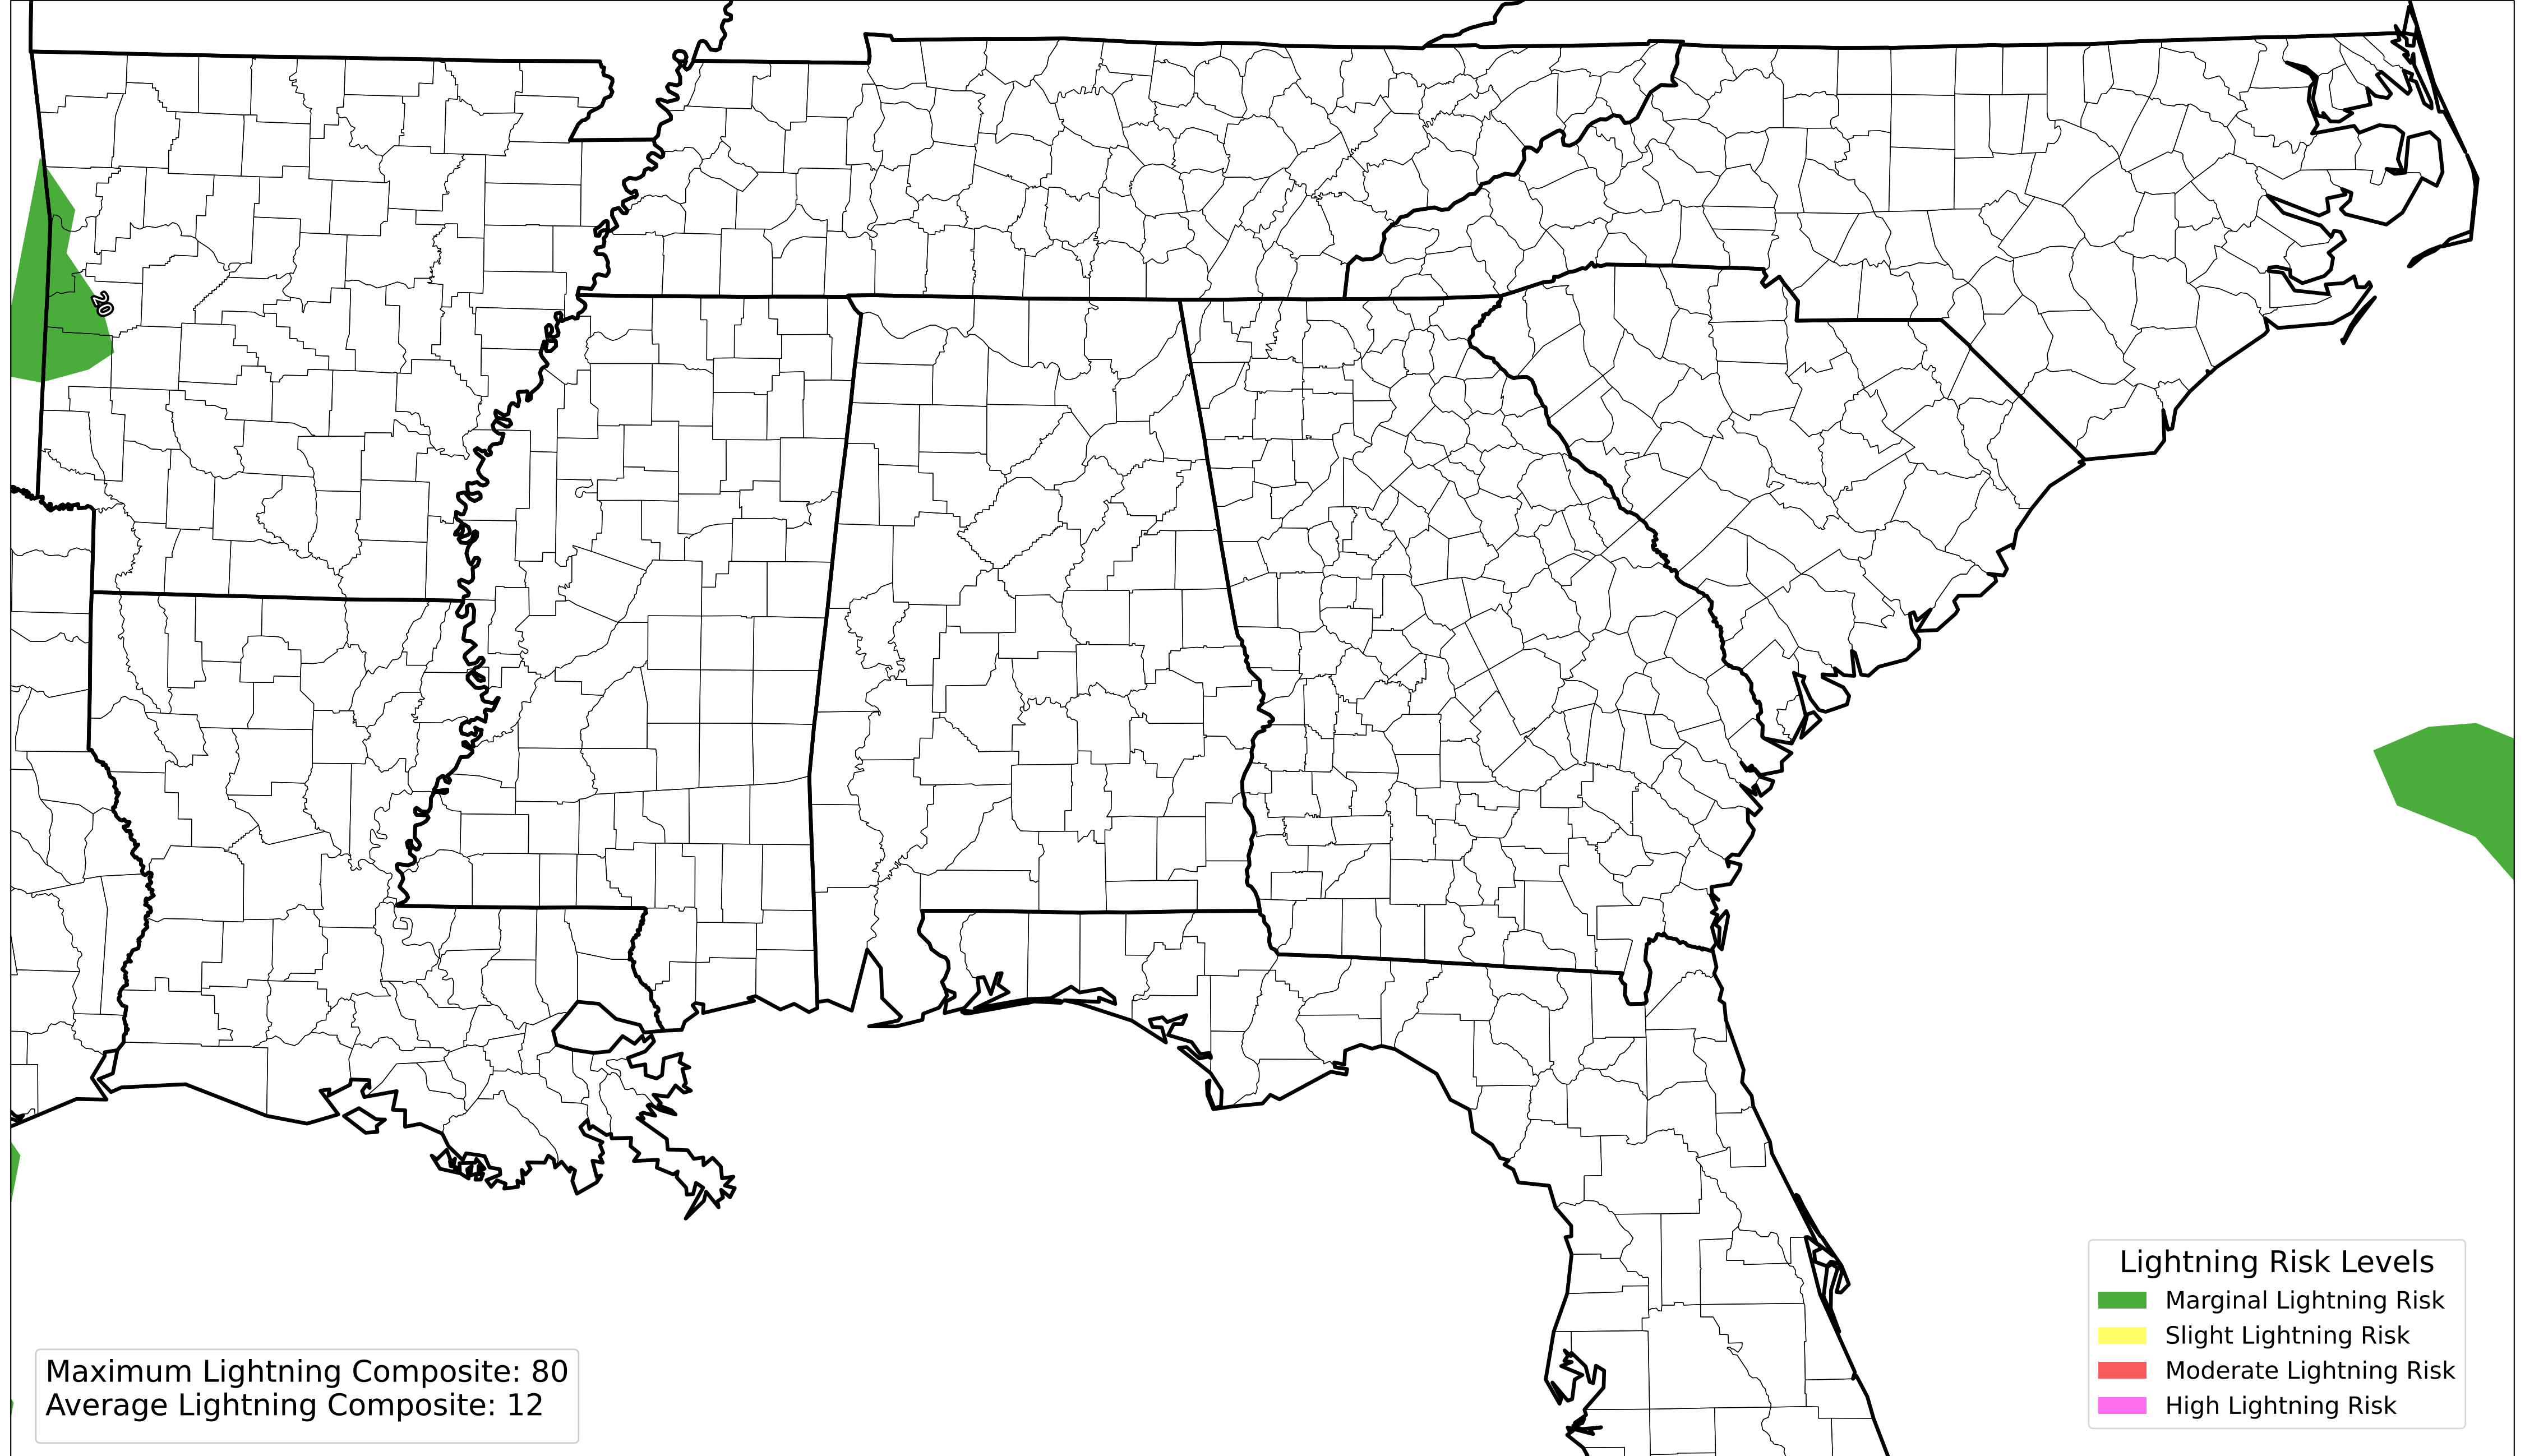 20
Lightning Risk Levels
Marginal Lightning Risk
Slight Lightning Risk
Moderate Lightning Risk
High Lightning Risk
Maximum Lightning Composite: 80
Average Lightning Composite: 12